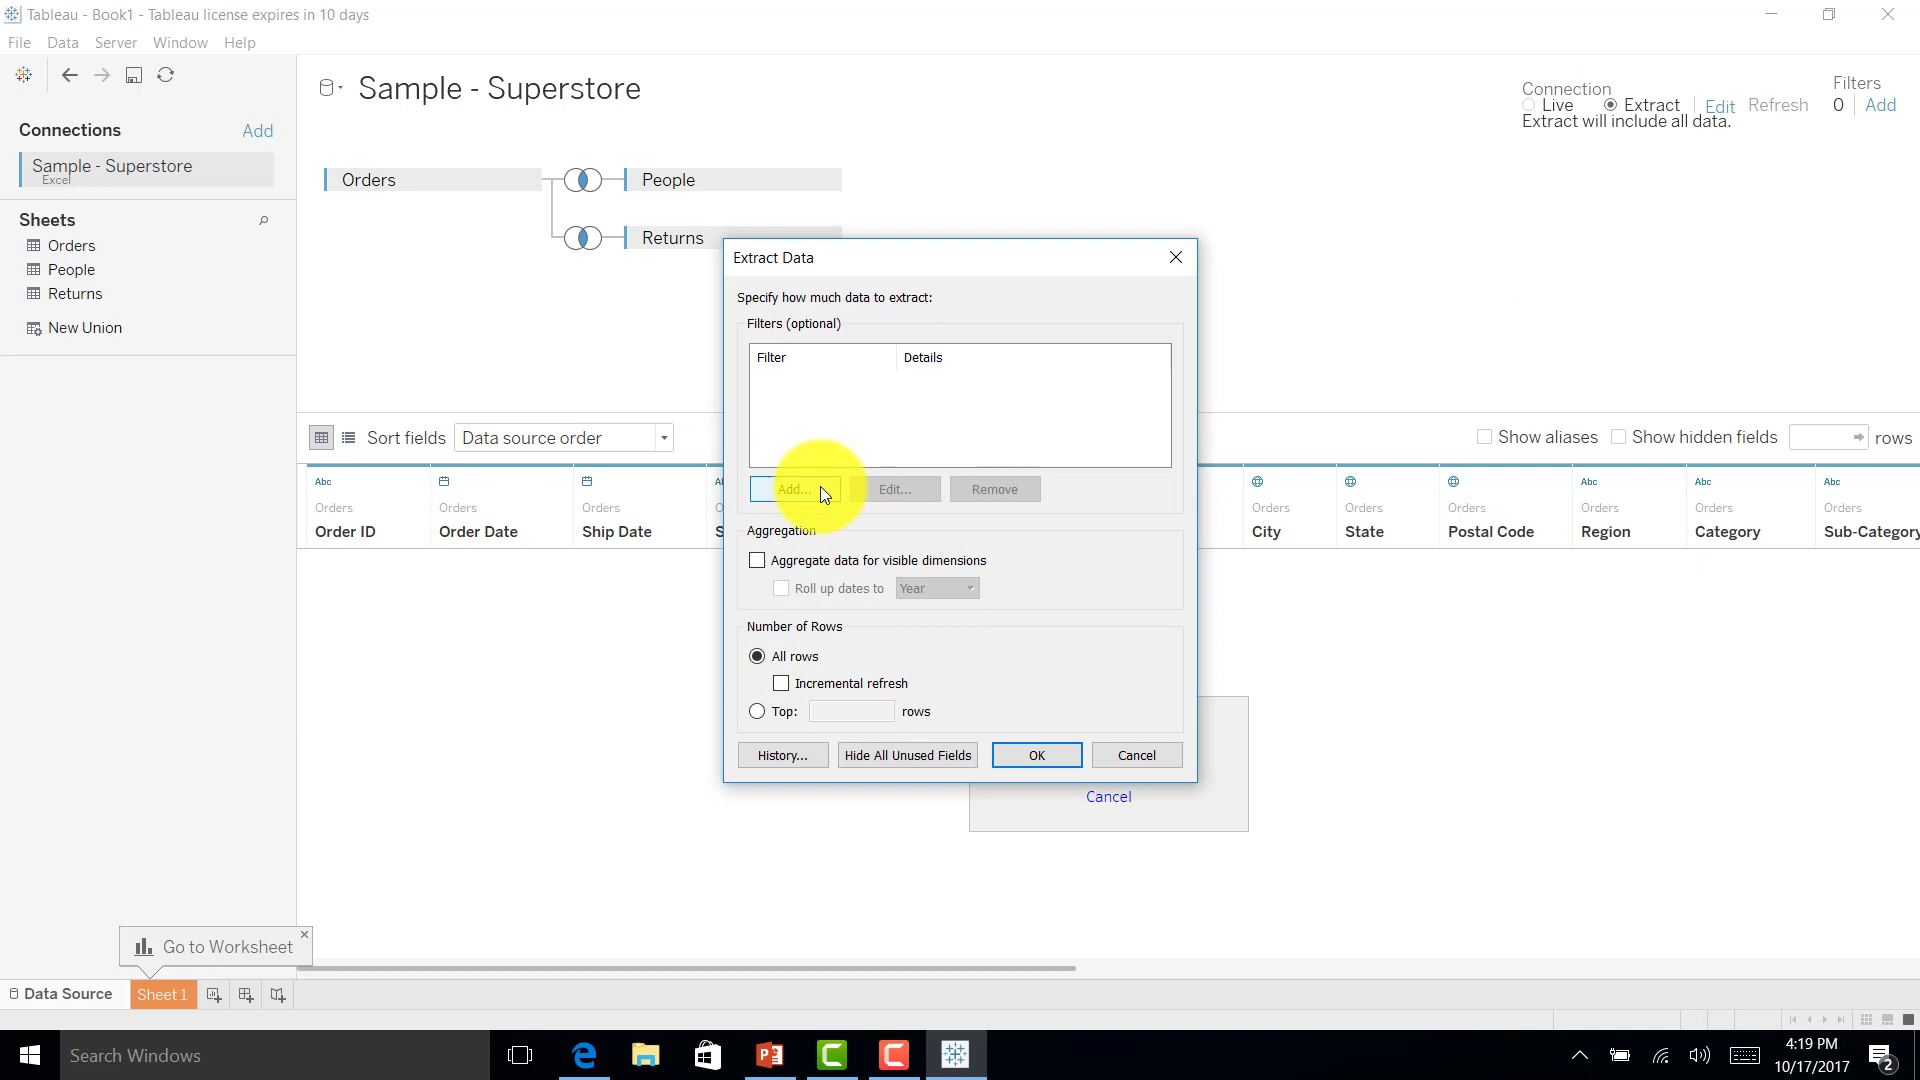 Tableau - Book1 - Tableau license expires in 10 days
File Data Server Window Help
Connections Add
Sample - Superstore
Excel
Sheets
Orders
People
Returns
New Union
Sample - Superstore
Connection
Live Extract Edit Refresh
Extract will include all data.
Filters
0 Add
Orders
People
Returns
Extract Data
Specify how much data to extract:
Filters (optional)
Filter Details
Add... Edit... Remove
Aggregation
Aggregate data for visible dimensions
Roll up dates to Year
Number of Rows
All rows
Incremental refresh
Top: rows
History... Hide All Unused Fields OK Cancel
Cancel
Sort fields Data source order
Show aliases Show hidden fields rows
Abc
Orders
Order ID
Orders
Order Date
Orders
Ship Date
Orders
City
Orders
State
Orders
Postal Code
Abc
Orders
Region
Abc
Orders
Category
Abc
Orders
Sub-Category
Go to Worksheet
Data Source Sheet 1
Search Windows
4:19 PM
10/17/2017
2